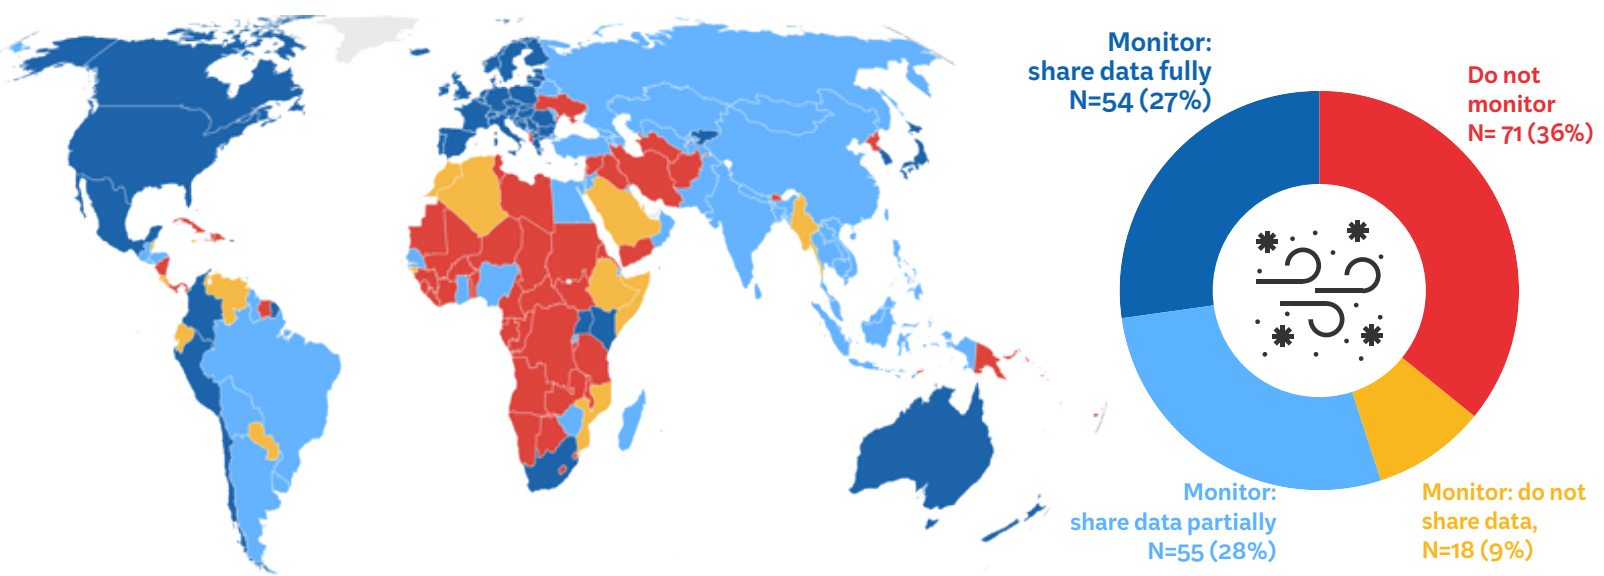 Monitor:
share data fully
N=54 (27%)
Do not
monitor
N= 71 (36%)
Monitor:
share data partially
N=55 (28%)
Monitor: do not
share data,
N=18 (9%)